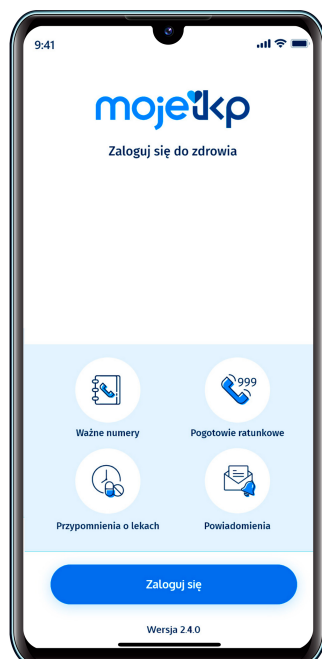 9:41
mojeikp
Zaloguj się do zdrowia
999
Ważne numery
Pogotowie ratunkowe
Przypomnienia o lekach
Powiadomienia
Zaloguj się
Wersja 2.4.0